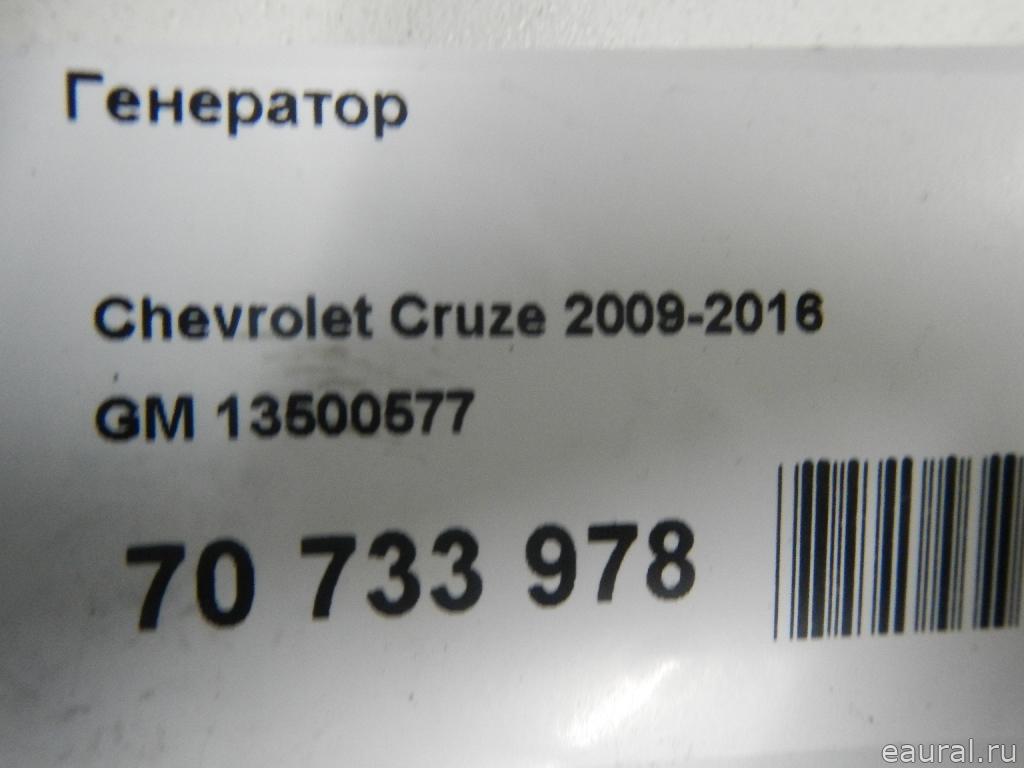 Генератор
Chevrolet Cruze 2009-2016
GM 13500577
70 733 978
eaural.ru